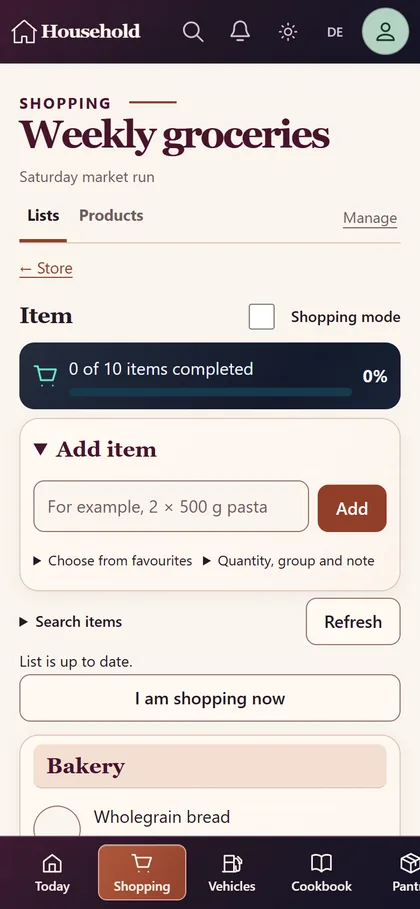 Household
DE
SHOPPING
Weekly groceries
Saturday market run
Lists Products Manage
← Store
Item Shopping mode
0 of 10 items completed 0%
▼ Add item
For example, 2 × 500 g pasta Add
▶ Choose from favourites ▶ Quantity, group and note
▶ Search items Refresh
List is up to date.
I am shopping now
Bakery
Wholegrain bread
Today Shopping Vehicles Cookbook Pant